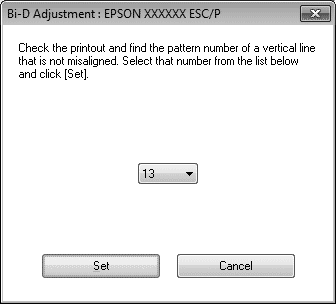 Bi-D Adjustment : EPSON XXXXXX ESC/P
Check the printout and find the pattern number of a vertical line
that is not misaligned. Select that number from the list below
and click [Set].
13
Set
Cancel